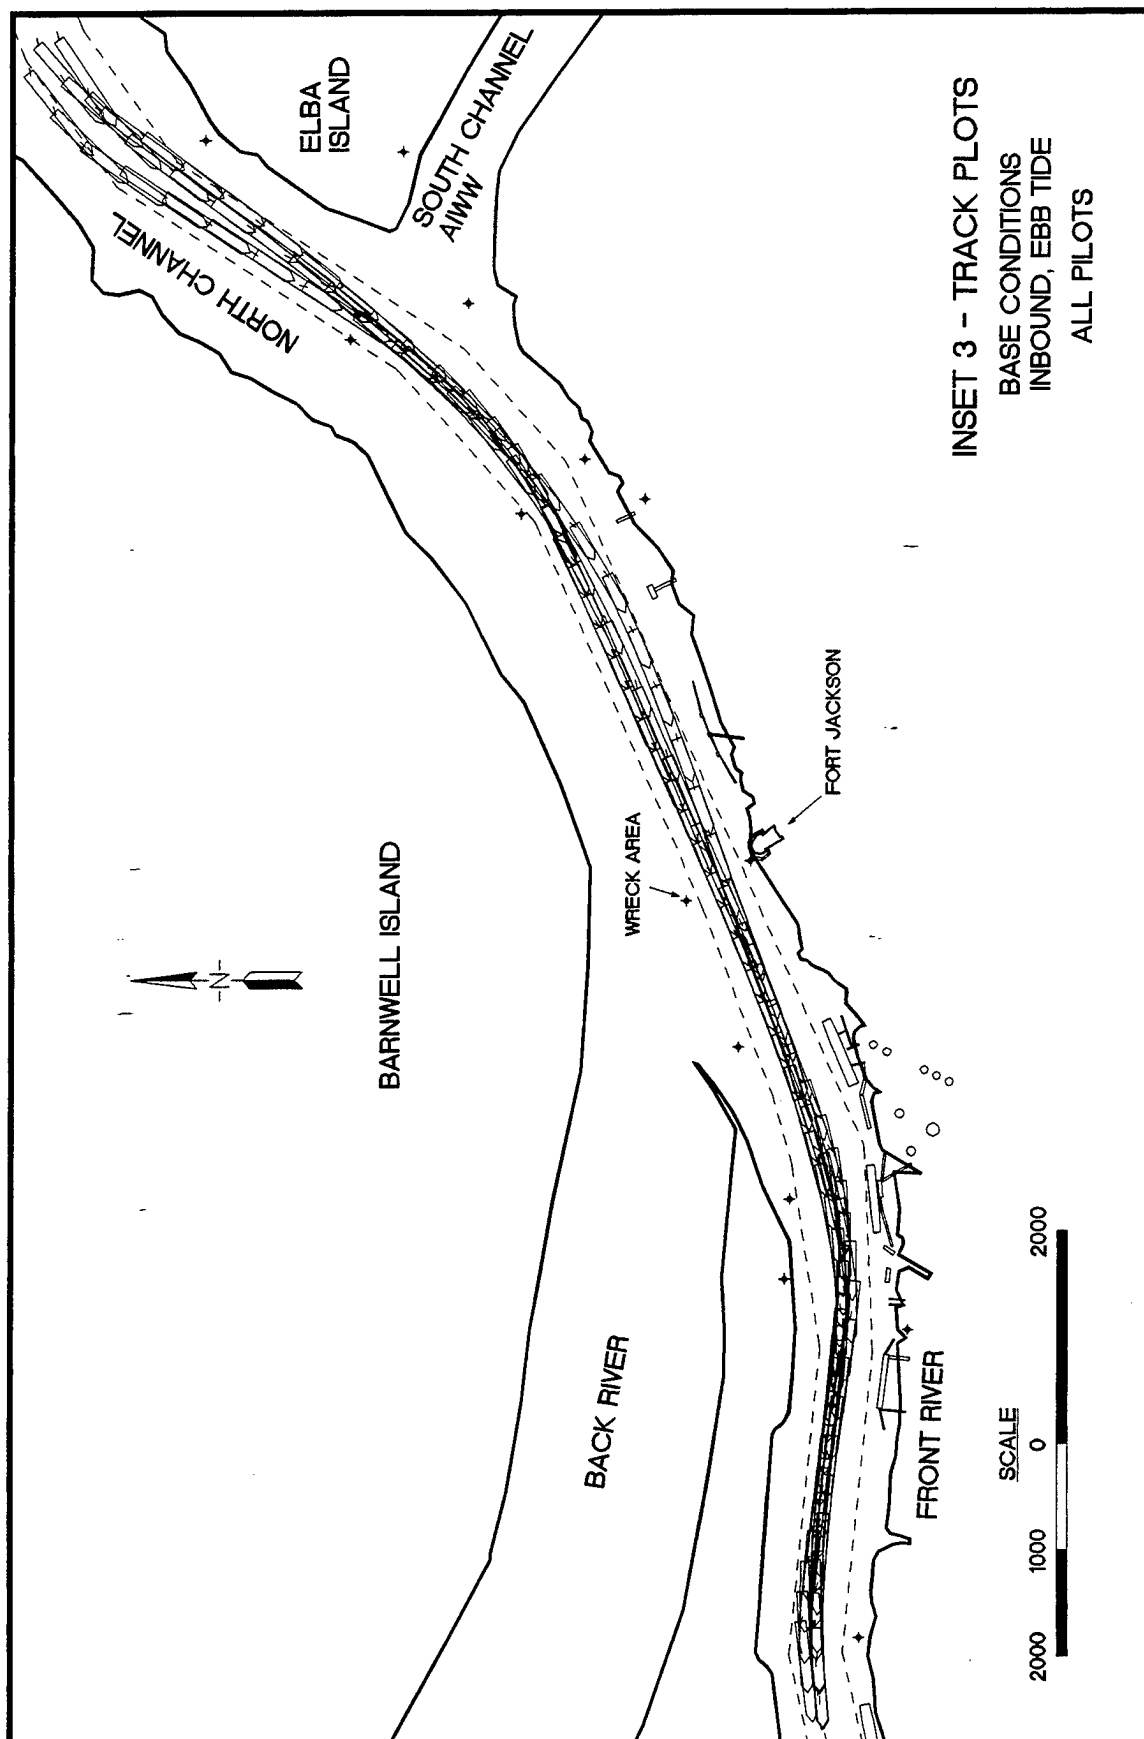 ELBA
ISLAND
SOUTH CHANNEL
AIWW
NORTH CHANNEL
INSET 3 - TRACK PLOTS
BASE CONDITIONS
INBOUND, EBB TIDE
ALL PILOTS
FORT JACKSON
WRECK AREA
BARNWELL ISLAND
N
BACK RIVER
FRONT RIVER
SCALE
2000 1000 0 2000